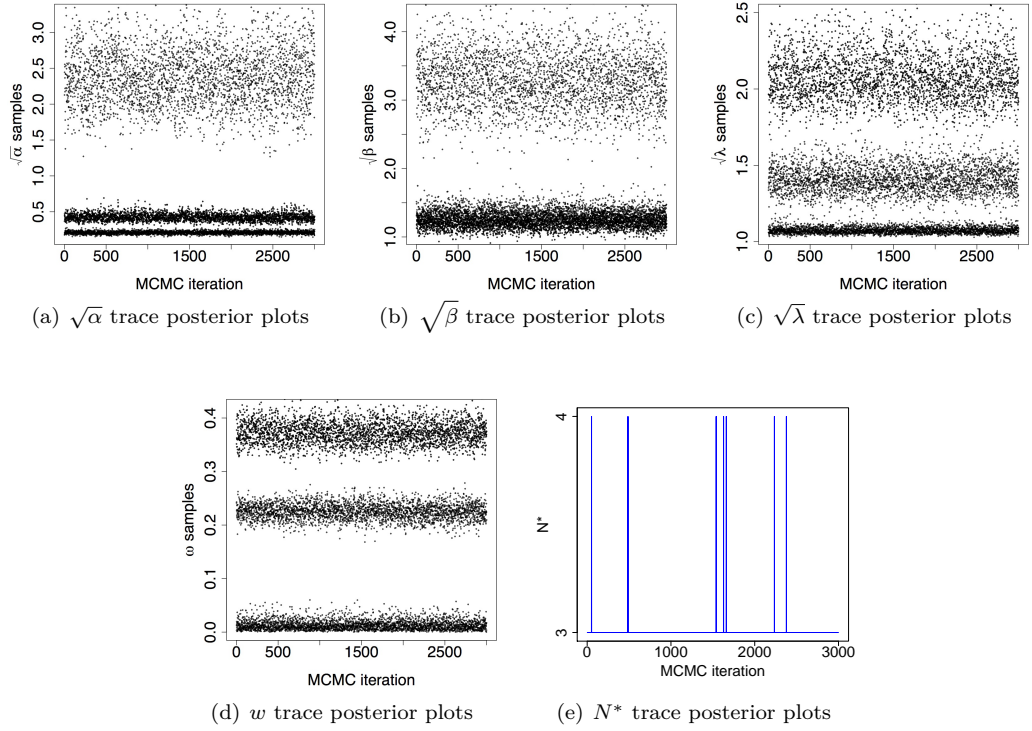 √α samples
0.5 1.0 1.5 2.0 2.5 3.0
0 500 1500 2500
MCMC iteration
(a) √α trace posterior plots
√β samples
1.0 2.0 3.0 4.0
0 500 1500 2500
MCMC iteration
(b) √β trace posterior plots
√λ samples
1.0 1.5 2.0 2.5
0 500 1500 2500
MCMC iteration
(c) √λ trace posterior plots
ω samples
0.0 0.1 0.2 0.3 0.4
0 500 1500 2500
MCMC iteration
(d) w trace posterior plots
N*
3 4
0 1000 2000 3000
MCMC iteration
(e) N* trace posterior plots